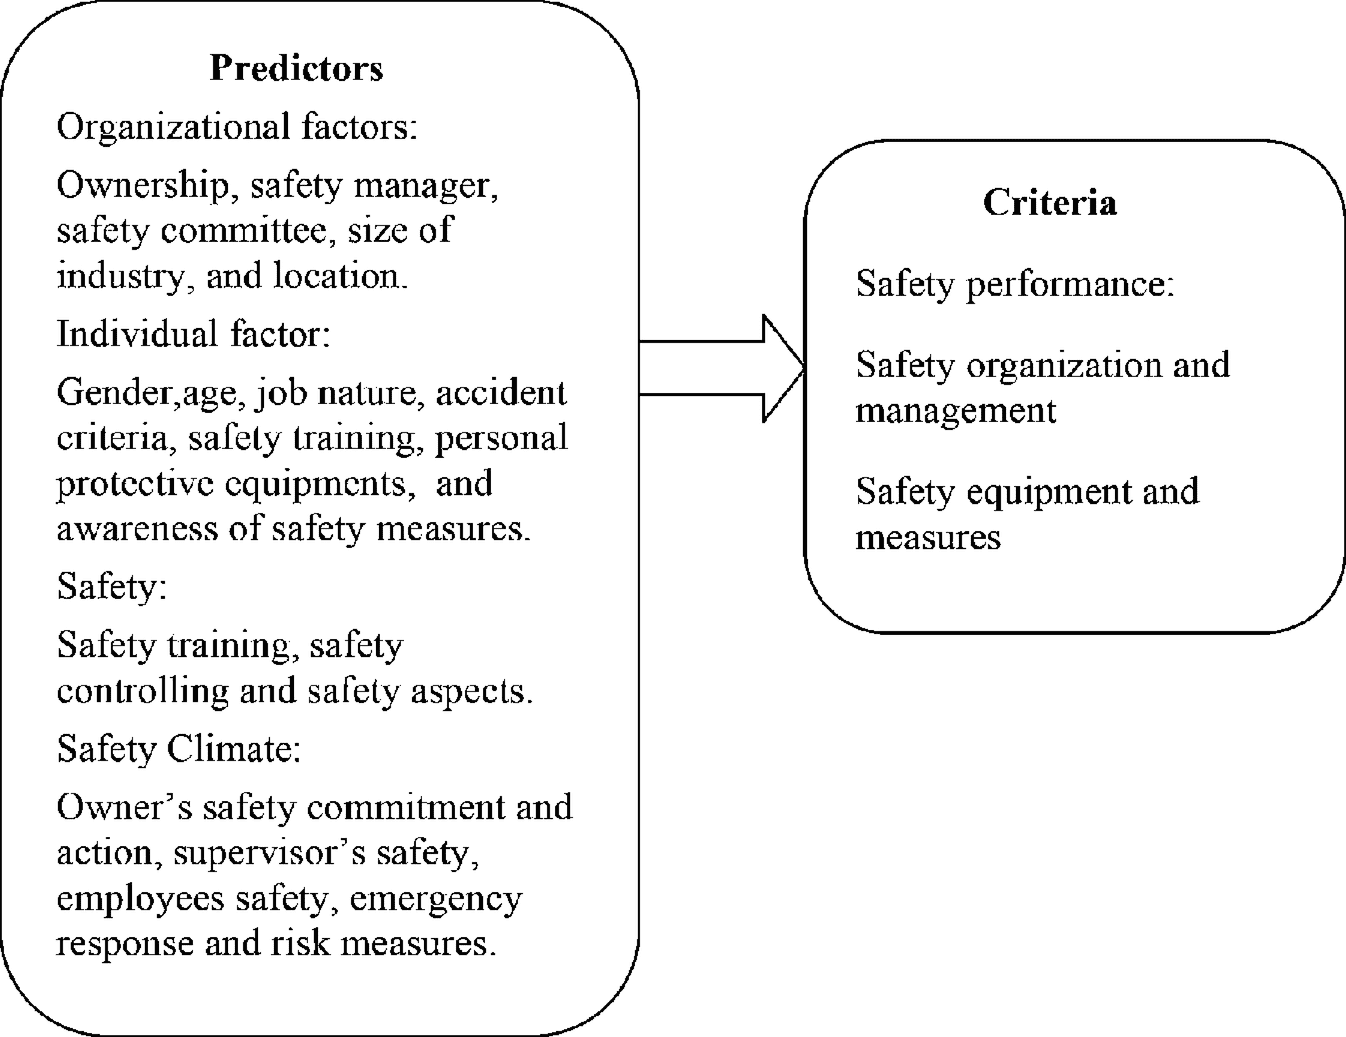 Predictors
Organizational factors:
Ownership, safety manager,
safety committee, size of
industry, and location.
Individual factor:
Gender,age, job nature, accident
criteria, safety training, personal
protective equipments, and
awareness of safety measures.
Safety:
Safety training, safety
controlling and safety aspects.
Safety Climate:
Owner's safety commitment and
action, supervisor's safety,
employees safety, emergency
response and risk measures.
Criteria
Safety performance:
Safety organization and
management
Safety equipment and
measures